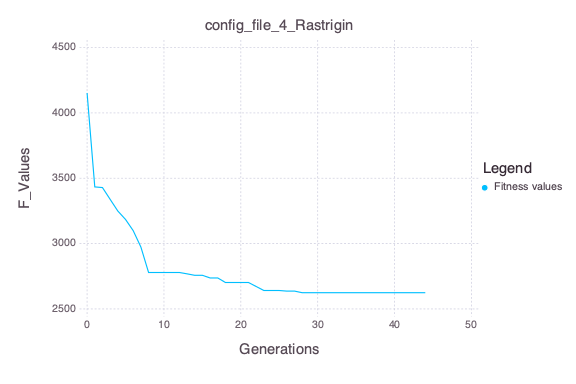 config_file_4_Rastrigin
4500
4000
3500
3000
2500
F_Values
0 10 20 30 40 50
Generations
Legend
Fitness values